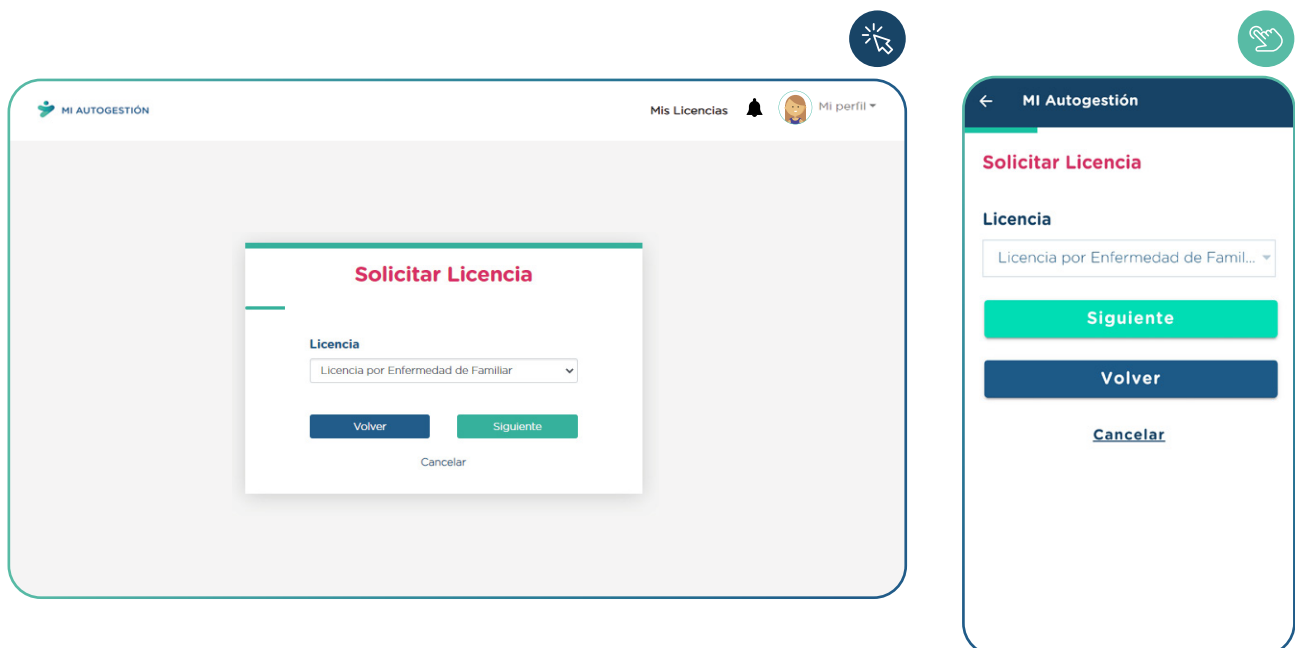 MI AUTOGESTIÓN
Mis Licencias
Mi perfil
Solicitar Licencia
Licencia
Licencia por Enfermedad de Familiar
Volver
Siguiente
Cancelar
MI Autogestión
Solicitar Licencia
Licencia
Licencia por Enfermedad de Famil...
Siguiente
Volver
Cancelar